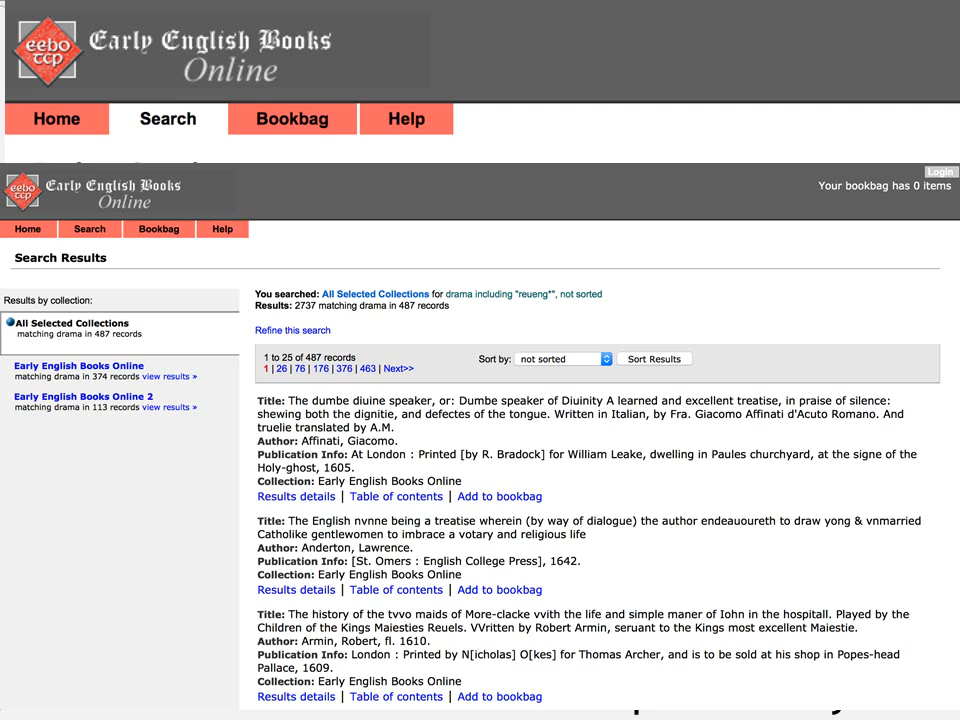 eebo
tcp
Early English Books
Online
Home Search Bookbag Help
eebo
tcp
Early English Books
Online
Login
Your bookbag has 0 items
Home Search Bookbag Help
Search Results
Results by collection:
All Selected Collections
matching drama in 487 records
Early English Books Online
matching drama in 374 records view results »
Early English Books Online 2
matching drama in 113 records view results »
You searched: All Selected Collections for drama including "reueng*", not sorted
Results: 2737 matching drama in 487 records
Refine this search
1 to 25 of 487 records
1 | 26 | 76 | 176 | 376 | 463 | Next>>
Sort by: not sorted Sort Results
Title: The dumbe diuine speaker, or: Dumbe speaker of Diuinity A learned and excellent treatise, in praise of silence:
shewing both the dignitie, and defectes of the tongue. Written in Italian, by Fra. Giacomo Affinati d'Acuto Romano. And
truelie translated by A.M.
Author: Affinati, Giacomo.
Publication Info: At London : Printed [by R. Bradock] for William Leake, dwelling in Paules churchyard, at the signe of the
Holy-ghost, 1605.
Collection: Early English Books Online
Results details | Table of contents | Add to bookbag
Title: The English nvnne being a treatise wherein (by way of dialogue) the author endeauoureth to draw yong & vnmarried
Catholike gentlewomen to imbrace a votary and religious life
Author: Anderton, Lawrence.
Publication Info: [St. Omers : English College Press], 1642.
Collection: Early English Books Online
Results details | Table of contents | Add to bookbag
Title: The history of the tvvo maids of More-clacke vvith the life and simple maner of Iohn in the hospitall. Played by the
Children of the Kings Maiesties Reuels. VVritten by Robert Armin, seruant to the Kings most excellent Maiestie.
Author: Armin, Robert, fl. 1610.
Publication Info: London : Printed by N[icholas] O[kes] for Thomas Archer, and is to be sold at his shop in Popes-head
Pallace, 1609.
Collection: Early English Books Online
Results details | Table of contents | Add to bookbag